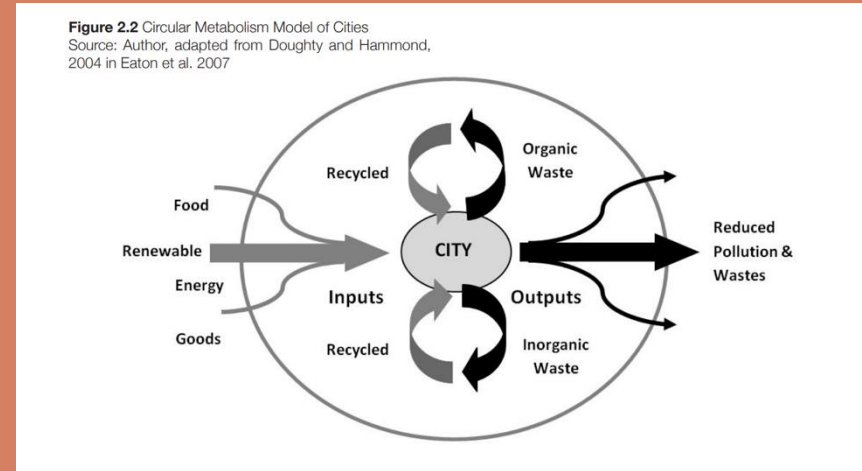 Figure 2.2 Circular Metabolism Model of Cities
Source: Author, adapted from Doughty and Hammond,
2004 in Eaton et al. 2007
Recycled
Organic
Waste
Food
Renewable
Energy
Goods
CITY
Inputs
Outputs
Reduced
Pollution &
Wastes
Recycled
Inorganic
Waste